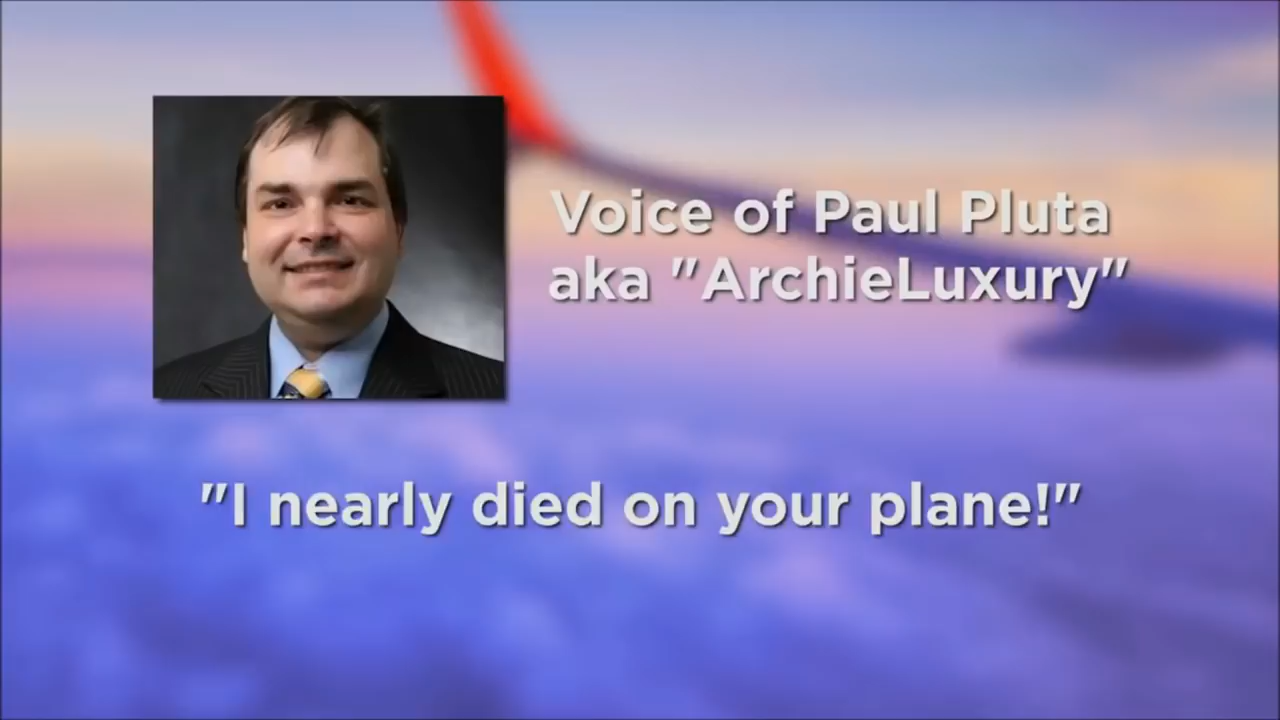 Voice of Paul Pluta
aka "ArchieLuxury"
"I nearly died on your plane!"